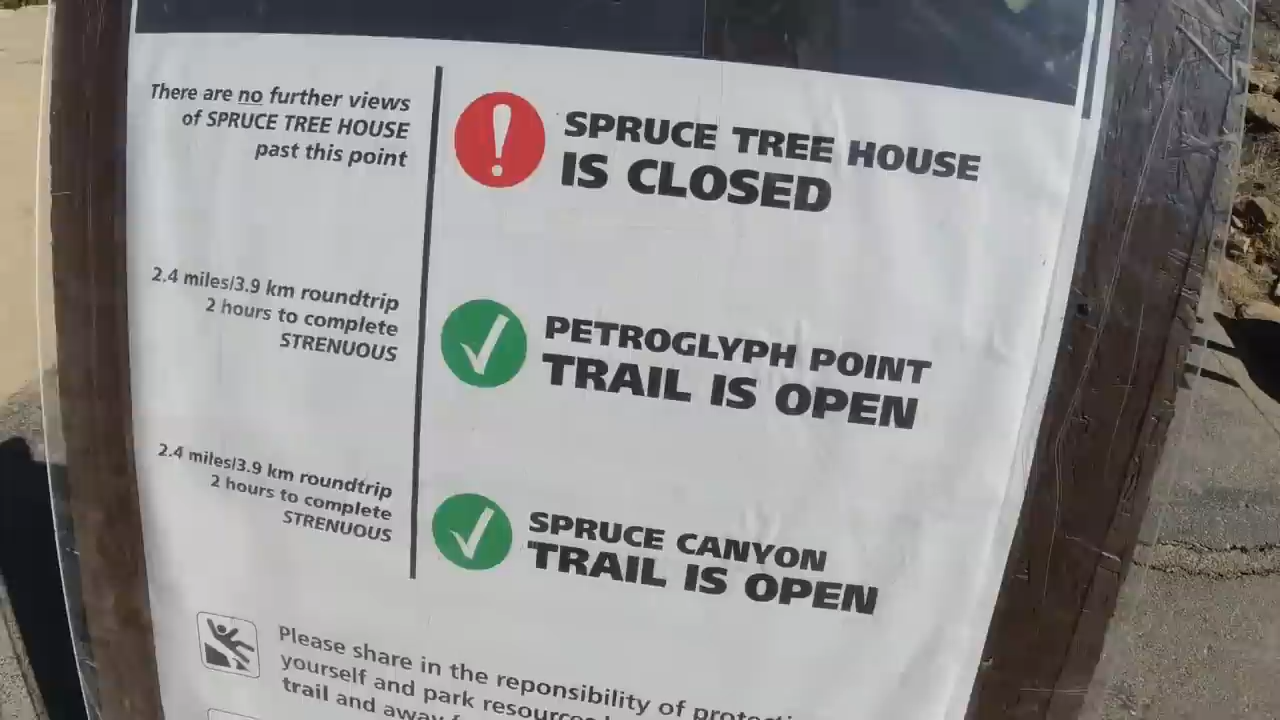 There are no further views
of SPRUCE TREE HOUSE
past this point
SPRUCE TREE HOUSE
IS CLOSED
2.4 miles/3.9 km roundtrip
2 hours to complete
STRENUOUS
PETROGLYPH POINT
TRAIL IS OPEN
2.4 miles/3.9 km roundtrip
2 hours to complete
STRENUOUS
SPRUCE CANYON
TRAIL IS OPEN
Please share in the reponsibility of
yourself and park resources
trail and away